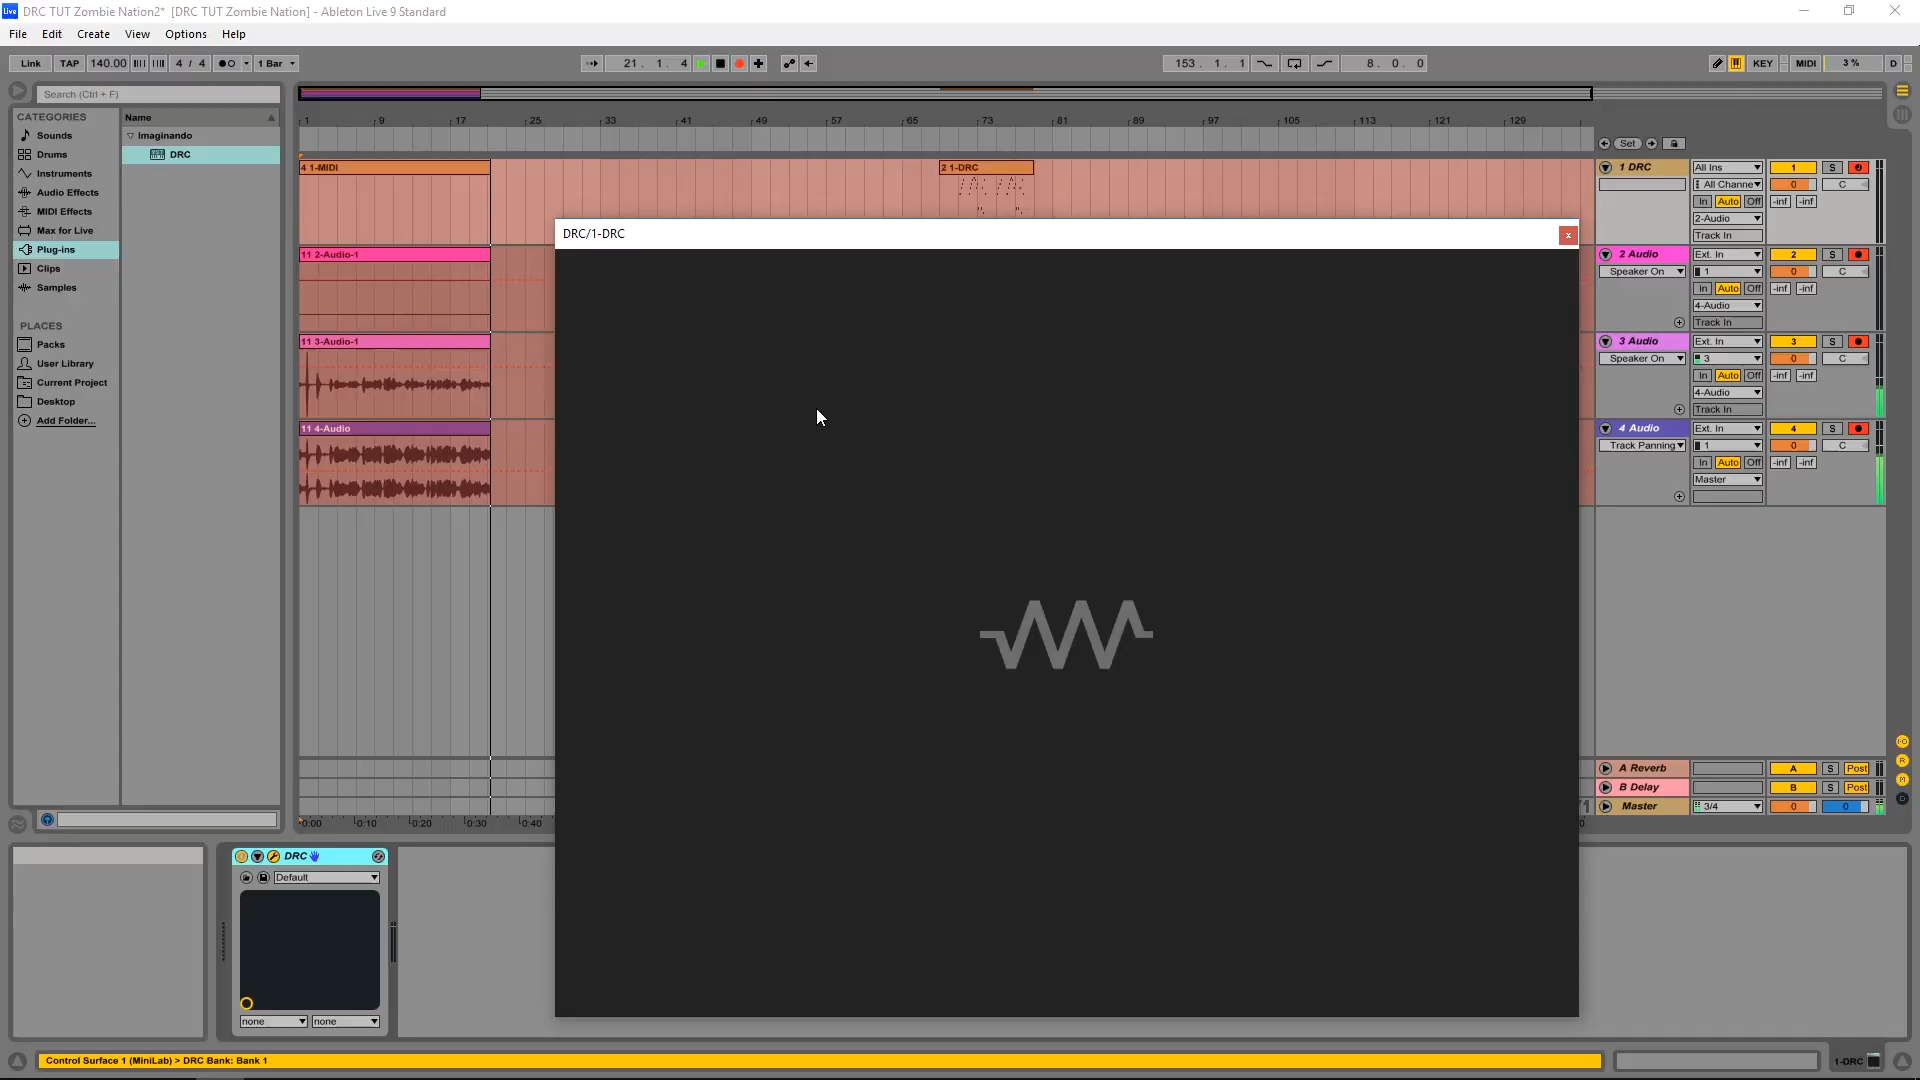 DRC TUT Zombie Nation2* [DRC TUT Zombie Nation] - Ableton Live 9 Standard
File Edit Create View Options Help
Link TAP 140.00 4 / 4 1 Bar 21. 1. 4 153. 1. 1 8. 0. 0 KEY MIDI 3 % D
Search (Ctrl + F)
CATEGORIES
Sounds
Drums
Instruments
Audio Effects
MIDI Effects
Max for Live
Plug-ins
Clips
Samples
PLACES
Packs
User Library
Current Project
Desktop
Add Folder...
Name
Imaginando
DRC
1 9 17 25 33 41 49 57 65 73 81 89 97 105 113 121 129
Set
4 1-MIDI
2 1-DRC
11 2-Audio-1
11 3-Audio-1
11 4-Audio
DRC/1-DRC
x
1 DRC All Ins 1 S
All Channe 0 C
In Auto Off -inf -inf
2-Audio
Track In
2 Audio Ext. In 2 S
Speaker On 1 0 C
In Auto Off -inf -inf
4-Audio
Track In
3 Audio Ext. In 3 S
Speaker On 3 0 C
In Auto Off -inf -inf
4-Audio
Track In
4 Audio Ext. In 4 S
Track Panning 1 0 C
In Auto Off -inf -inf
Master
A Reverb A S Post
B Delay B S Post
Master 3/4 0 0
0:00 0:10 0:20 0:30 0:40
DRC
Default
none none
Control Surface 1 (MiniLab) > DRC Bank: Bank 1
1-DRC